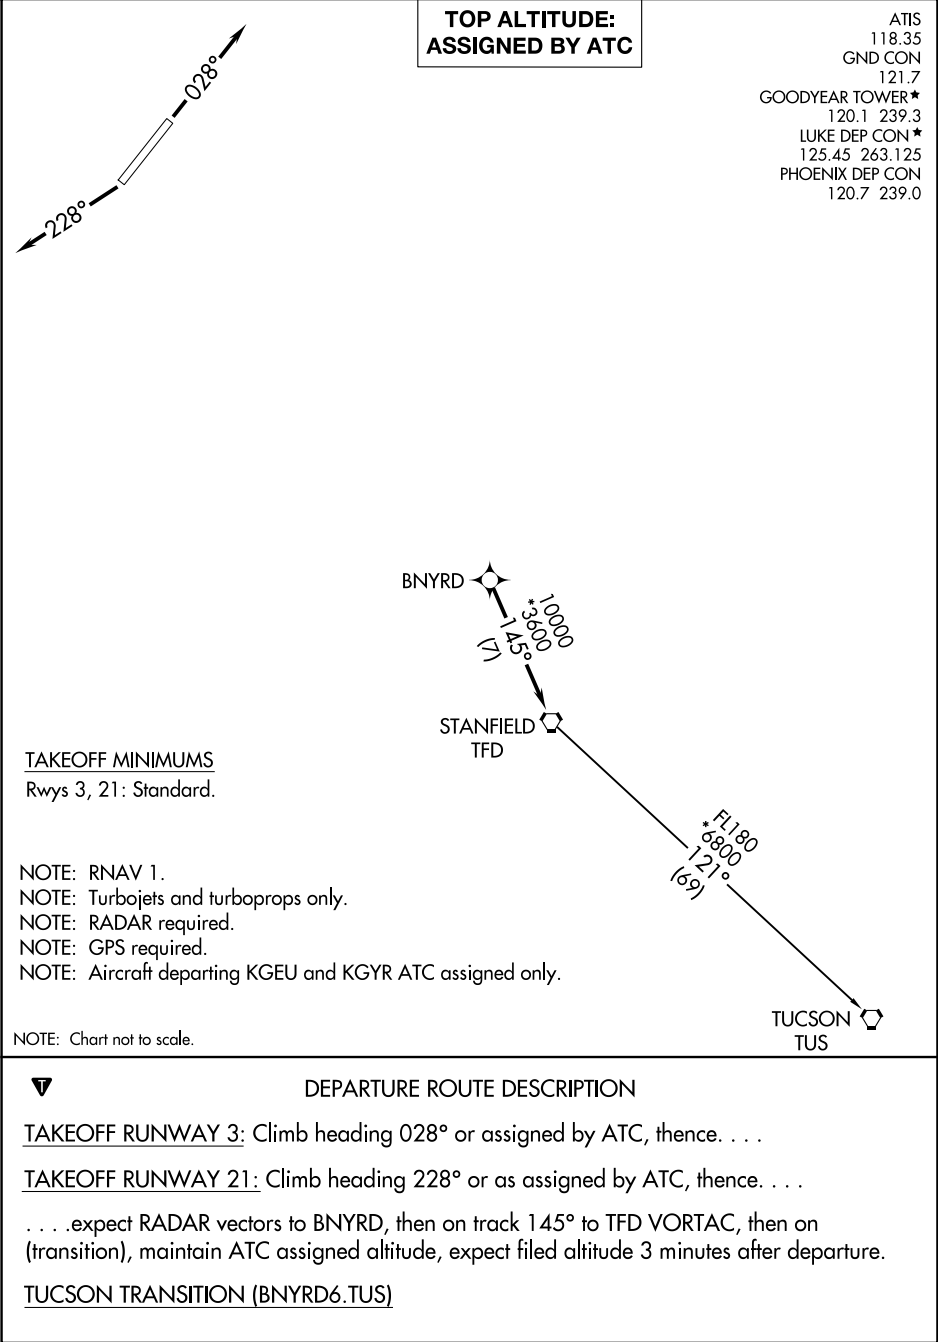 TOP ALTITUDE:
ASSIGNED BY ATC
ATIS
118.35
GND CON
121.7
GOODYEAR TOWER★
120.1 239.3
LUKE DEP CON★
125.45 263.125
PHOENIX DEP CON
120.7 239.0
028°
228°
BNYRD
10000
*3600
145°
(7)
STANFIELD
TFD
TAKEOFF MINIMUMS
Rwys 3, 21: Standard.
FL180
*6800
121°
(69)
NOTE: RNAV 1.
NOTE: Turbojets and turboprops only.
NOTE: RADAR required.
NOTE: GPS required.
NOTE: Aircraft departing KGEU and KGYR ATC assigned only.
TUCSON
TUS
NOTE: Chart not to scale.
T
DEPARTURE ROUTE DESCRIPTION
TAKEOFF RUNWAY 3: Climb heading 028° or assigned by ATC, thence. . . .
TAKEOFF RUNWAY 21: Climb heading 228° or as assigned by ATC, thence. . . .
. . . .expect RADAR vectors to BNYRD, then on track 145° to TFD VORTAC, then on
(transition), maintain ATC assigned altitude, expect filed altitude 3 minutes after departure.
TUCSON TRANSITION (BNYRD6.TUS)